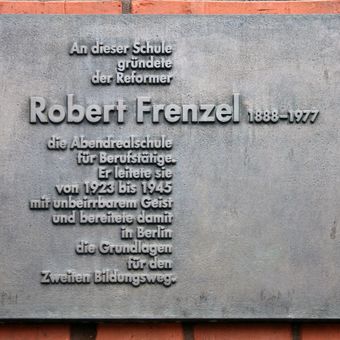 An dieser Schule
gründete
der Reformer
Robert Frenzel 1888–1977
die Abendrealschule
für Berufstätige.
Er leitete sie
von 1923 bis 1945
mit unbeirrbarem Geist
und bereitete damit
in Berlin
die Grundlagen
für den
Zweiten Bildungsweg.